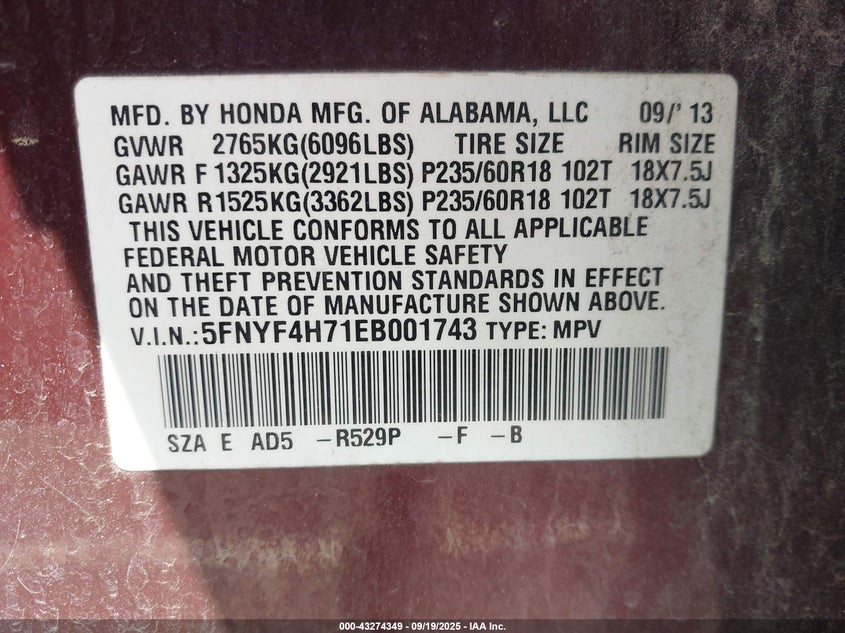 MFD. BY HONDA MFG. OF ALABAMA, LLC 09/' 13
GVWR 2765KG(6096LBS) TIRE SIZE RIM SIZE
GAWR F 1325KG(2921LBS) P235/60R18 102T 18X7.5J
GAWR R1525KG(3362LBS) P235/60R18 102T 18X7.5J
THIS VEHICLE CONFORMS TO ALL APPLICABLE
FEDERAL MOTOR VEHICLE SAFETY
AND THEFT PREVENTION STANDARDS IN EFFECT
ON THE DATE OF MANUFACTURE SHOWN ABOVE.
V.I.N.:5FNYF4H71EB001743 TYPE: MPV
SZA E AD5 -R529P -F -B
000-43274349 - 09/19/2025 - IAA Inc.